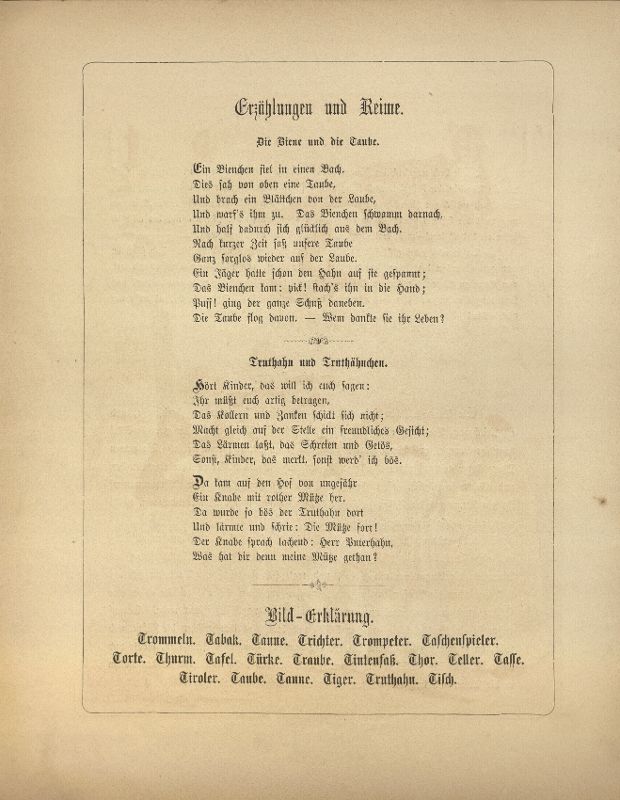 Erzählungen und Reime.
Die Biene und die Taube.
Ein Bienchen fiel in einen Bach.
Dies sah von oben eine Taube,
Und brach ein Blättchen von der Laube,
Und warf's ihm zu. Das Bienchen schwamm darnach,
Und half dadurch sich glücklich aus dem Bach.
Nach kurzer Zeit saß unsere Taube
Ganz sorglos wieder auf der Laube.
Ein Jäger hatte schon den Hahn auf sie gespannt;
Das Bienchen kam: pick! stach's ihn in die Hand;
Puff! ging der ganze Schuß daneben.
Die Taube flog davon. — Wem dankte sie ihr Leben?
Truthahn und Truthähnchen.
Hört Kinder, das will ich euch sagen:
Ihr müßt euch artig betragen,
Das Kollern und Zanken schickt sich nicht;
Macht gleich auf der Stelle ein freundliches Gesicht;
Das Lärmen laßt, das Schreien und Getös,
Sonst, Kinder, das merkt, sonst werd' ich bös.
Da kam auf den Hof von ungefähr
Ein Knabe mit rother Mütze her.
Da wurde so bös der Truthahn dort
Und lärmte und schrie: Die Mütze fort!
Der Knabe sprach lachend: Herr Puterhahn,
Was hat dir denn meine Mütze gethan?
Bild-Erklärung.
Trommeln. Tabak. Tanne. Trichter. Trompeter. Taschenspieler.
Torte. Thurm. Tafel. Türke. Traube. Tintenfaß. Thor. Teller. Tasse.
Tiroler. Taube. Tanne. Tiger. Truthahn. Tisch.